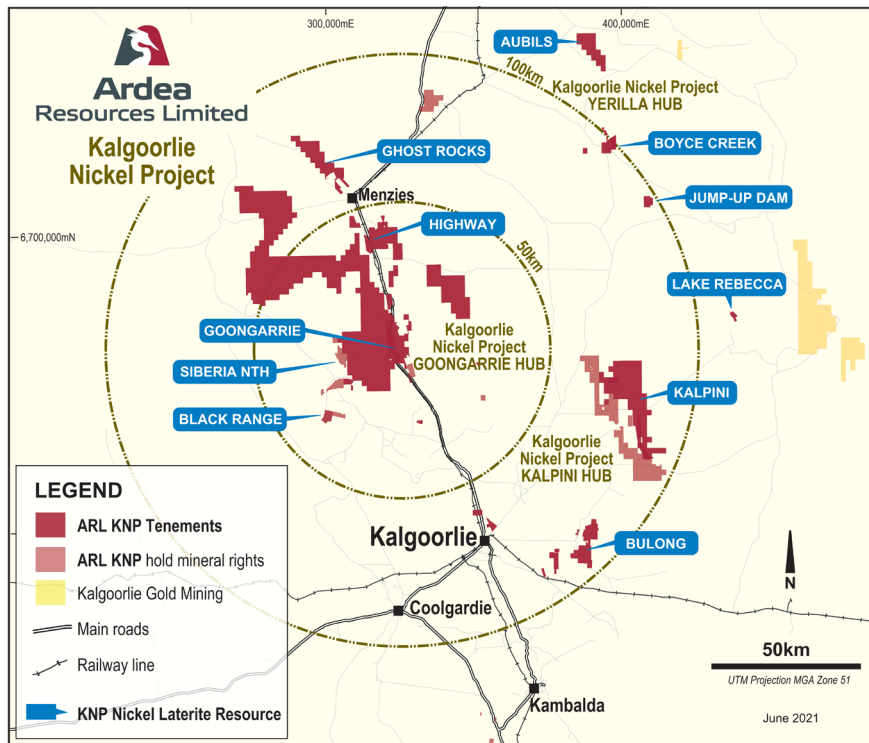 300,000mE
400,000mE
AUBILS
100km
Kalgoorlie Nickel Project
YERILLA HUB
Ardea
Resources Limited
Kalgoorlie
Nickel Project
GHOST ROCKS
BOYCE CREEK
Menzies
JUMP-UP DAM
HIGHWAY
6,700,000mN
50km
LAKE REBECCA
GOONGARRIE
Kalgoorlie
Nickel Project
GOONGARRIE HUB
SIBERIA NTH
KALPINI
BLACK RANGE
Kalgoorlie
Nickel Project
KALPINI HUB
LEGEND
ARL KNP Tenements
ARL KNP hold mineral rights
Kalgoorlie Gold Mining
Main roads
Railway line
KNP Nickel Laterite Resource
Kalgoorlie
BULONG
N
Coolgardie
50km
UTM Projection MGA Zone 51
Kambalda
June 2021